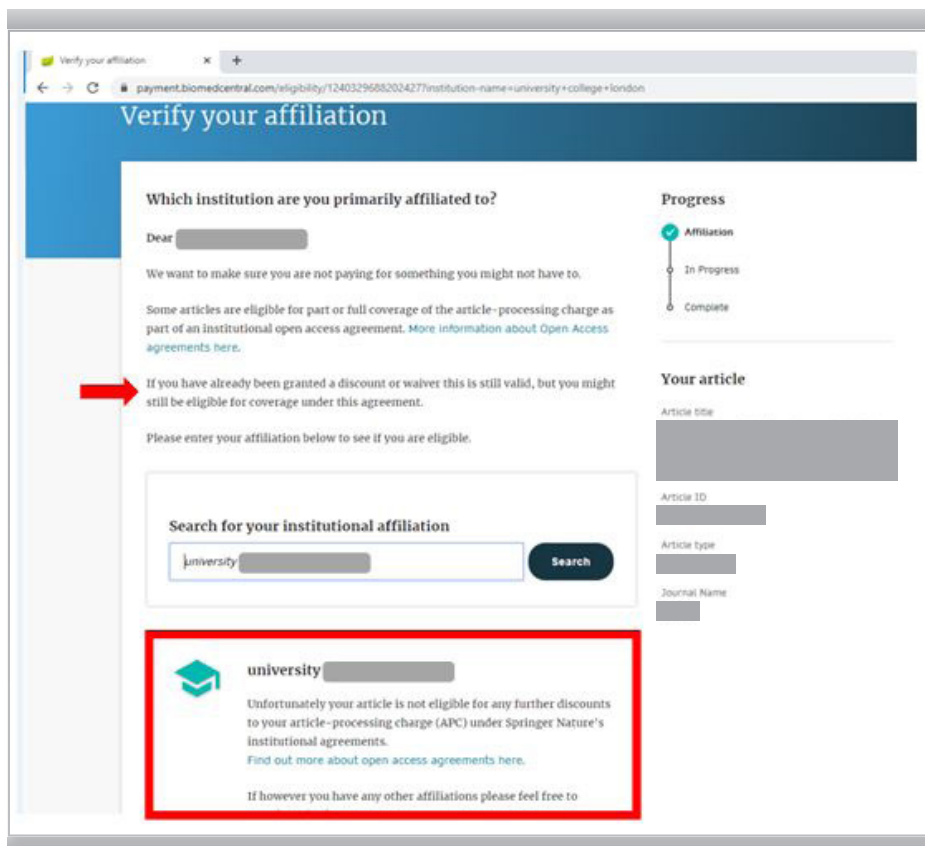 Verify your affiliation
payment.biomedcentral.com/eligibility/1240329688202427?institution-name=university+college+london
Verify your affiliation
Which institution are you primarily affiliated to?
Dear
We want to make sure you are not paying for something you might not have to.
Some articles are eligible for part or full coverage of the article-processing charge as
part of an institutional open access agreement. More information about Open Access
agreements here.
If you have already been granted a discount or waiver this is still valid, but you might
still be eligible for coverage under this agreement.
Please enter your affiliation below to see if you are eligible.
Search for your institutional affiliation
university
Search
university
Unfortunately your article is not eligible for any further discounts
to your article-processing charge (APC) under Springer Nature's
institutional agreements.
Find out more about open access agreements here.
If however you have any other affiliations please feel free to
Progress
Affiliation
In Progress
Complete
Your article
Article title
Article ID
Article type
Journal Name